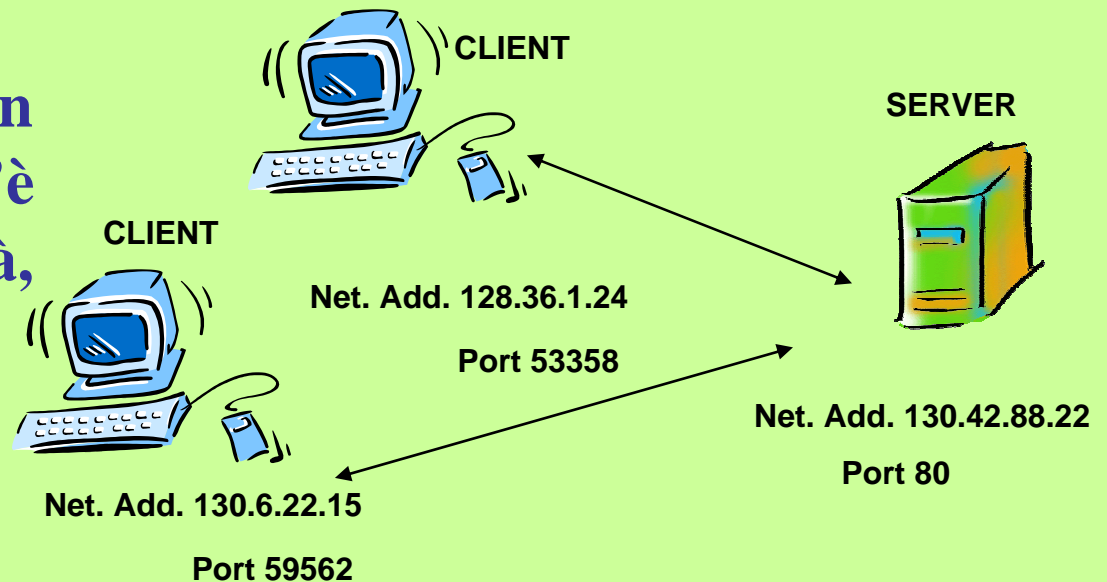 CLIENT
n
SERVER
'è
CLIENT
à,
Net. Add. 128.36.1.24
Port 53358
Net. Add. 130.42.88.22
Port 80
Net. Add. 130.6.22.15
Port 59562